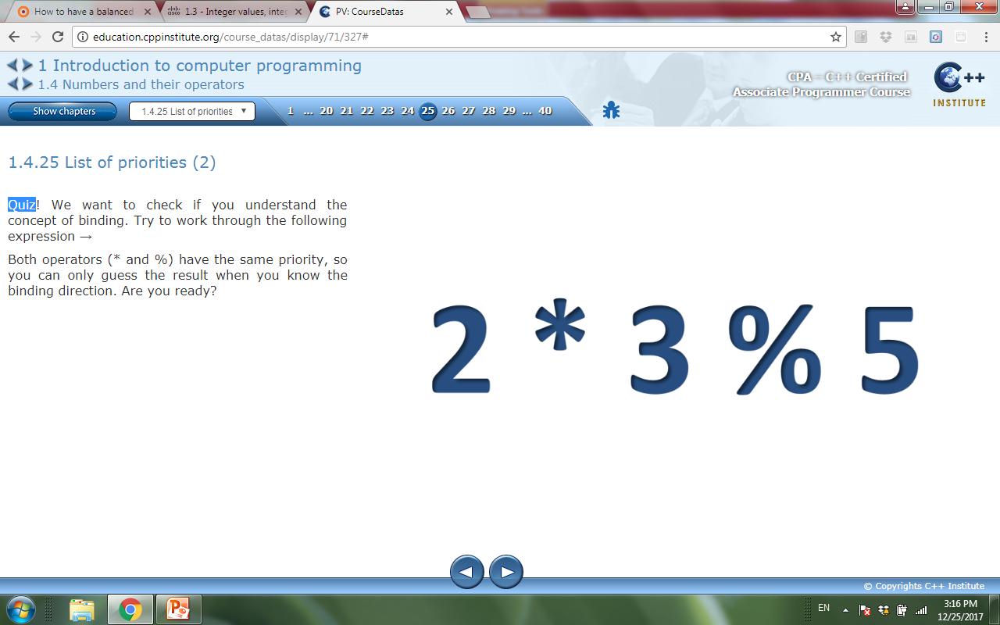 How to have a balanced
1.3 - Integer values, integ
PV: CourseDatas
education.cppinstitute.org/course_datas/display/71/327#
1 Introduction to computer programming
1.4 Numbers and their operators
CPA – C++ Certified
Associate Programmer Course
C++
INSTITUTE
Show chapters
1.4.25 List of priorities
1 ... 20 21 22 23 24 25 26 27 28 29 ... 40
1.4.25 List of priorities (2)
Quiz! We want to check if you understand the
concept of binding. Try to work through the following
expression →
Both operators (* and %) have the same priority, so
you can only guess the result when you know the
binding direction. Are you ready?
2 * 3 % 5
© Copyrights C++ Institute
EN
3:16 PM
12/25/2017